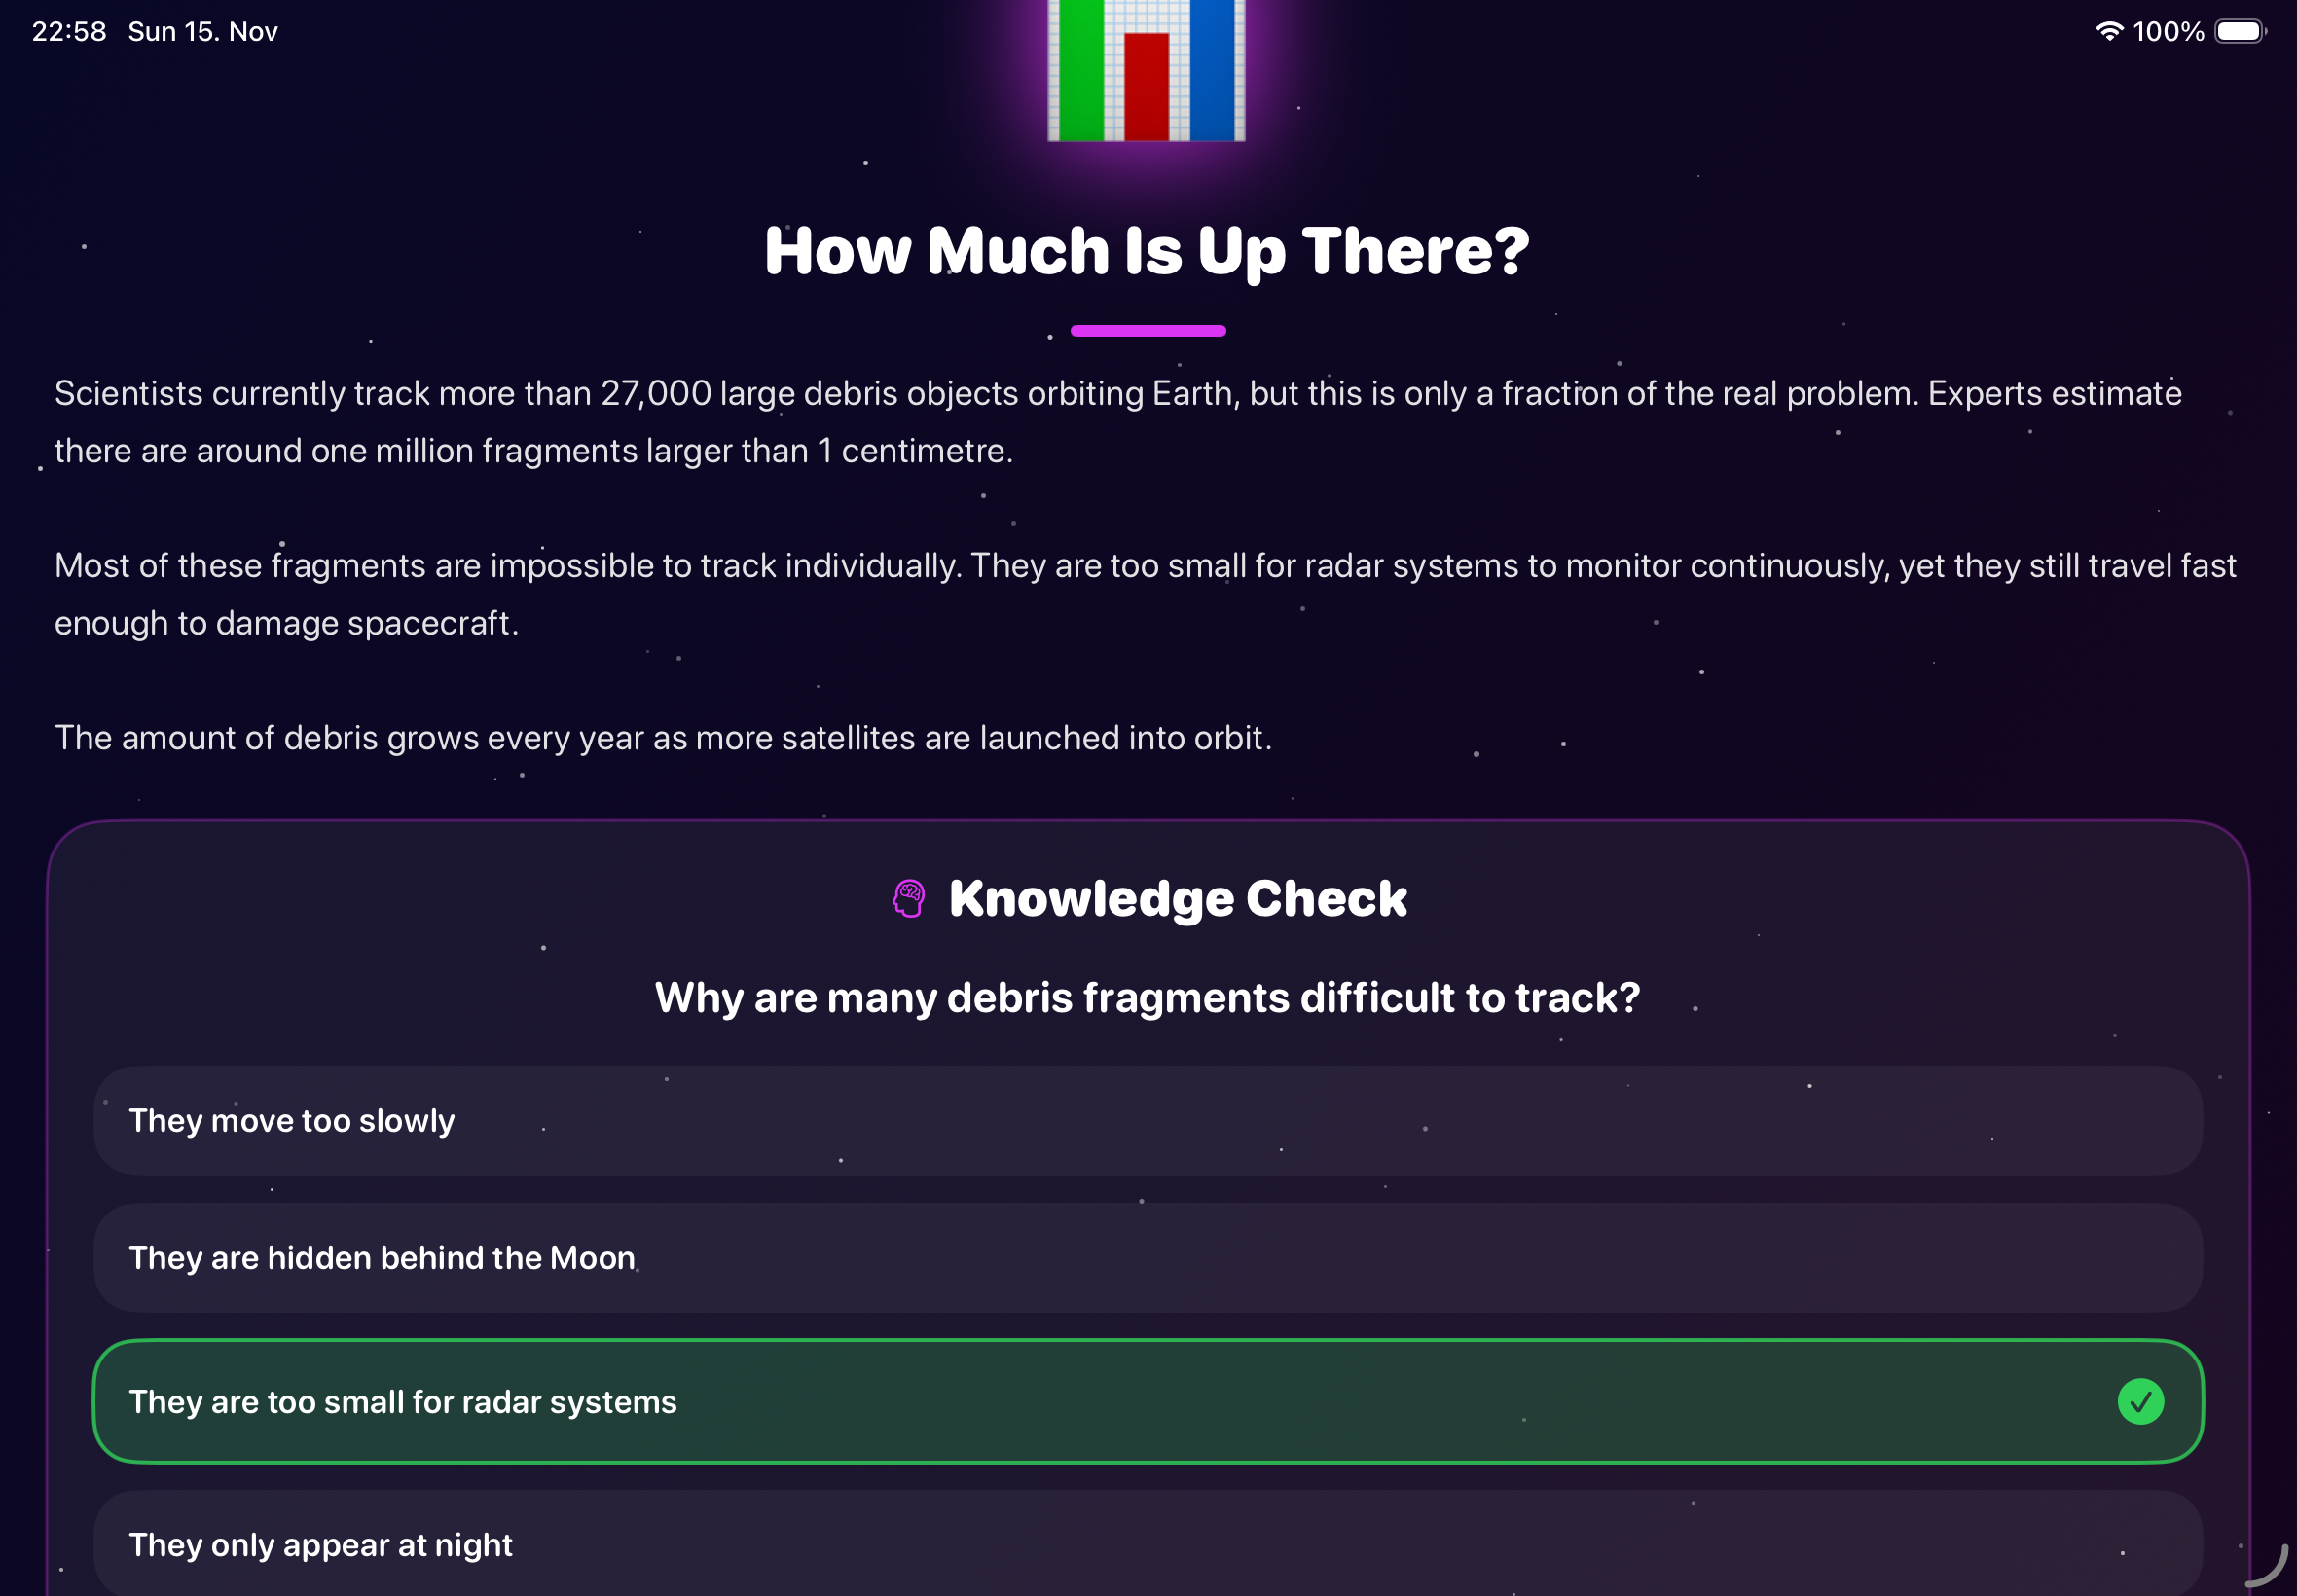 22:58 Sun 15. Nov
100%
How Much Is Up There?
Scientists currently track more than 27,000 large debris objects orbiting Earth, but this is only a fraction of the real problem. Experts estimate
there are around one million fragments larger than 1 centimetre.
Most of these fragments are impossible to track individually. They are too small for radar systems to monitor continuously, yet they still travel fast
enough to damage spacecraft.
The amount of debris grows every year as more satellites are launched into orbit.
Knowledge Check
Why are many debris fragments difficult to track?
They move too slowly
They are hidden behind the Moon
They are too small for radar systems
They only appear at night